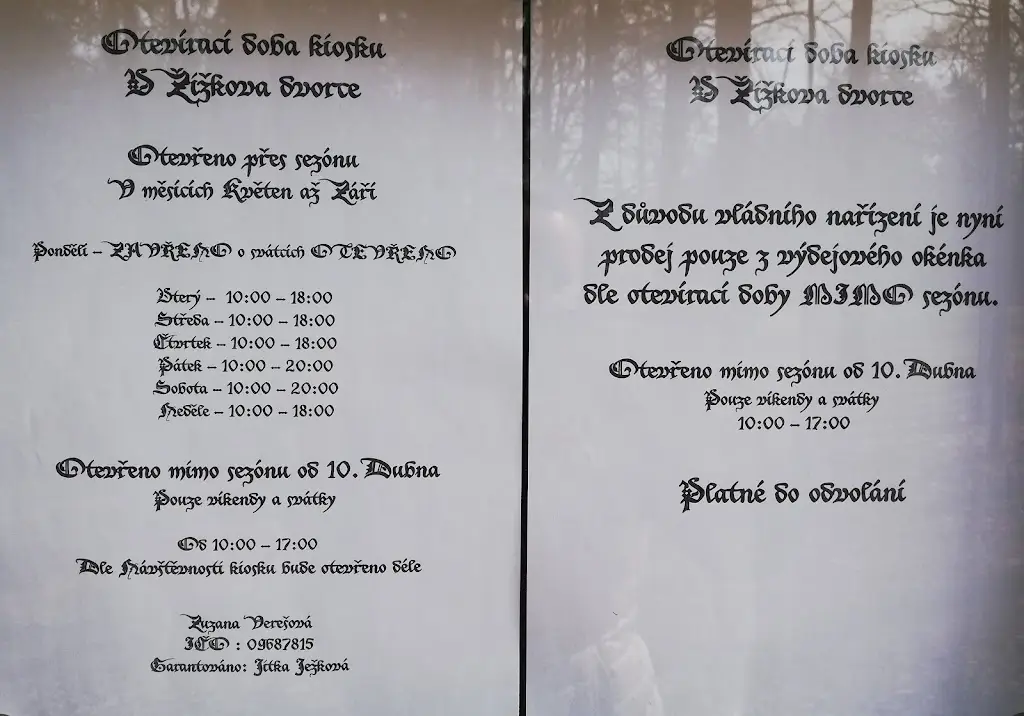 Otevírací doba kiosku
V Žižkova dvorce
Otevřeno přes sezónu
V měsících Květen až Září
Pondělí – ZAVŘENO o svátcích OTEVŘENO
Úterý – 10:00 – 18:00
Středa – 10:00 – 18:00
Čtvrtek – 10:00 – 18:00
Pátek – 10:00 – 20:00
Sobota – 10:00 – 20:00
Neděle – 10:00 – 18:00
Otevřeno mimo sezónu od 10. Dubna
Pouze víkendy a svátky
Od 10:00 – 17:00
Dle Návštěvnosti kiosku bude otevřeno déle
Zuzana Verešová
IČO : 09687815
Garantováno: Jitka Ježková
Otevírací doba kiosku
V Žižkova dvorce
Z důvodu vládního nařízení je nyní
prodej pouze z výdejového okénka
dle otevírací doby MIMO sezónu.
Otevřeno mimo sezónu od 10. Dubna
Pouze víkendy a svátky
10:00 – 17:00
Platné do odvolání